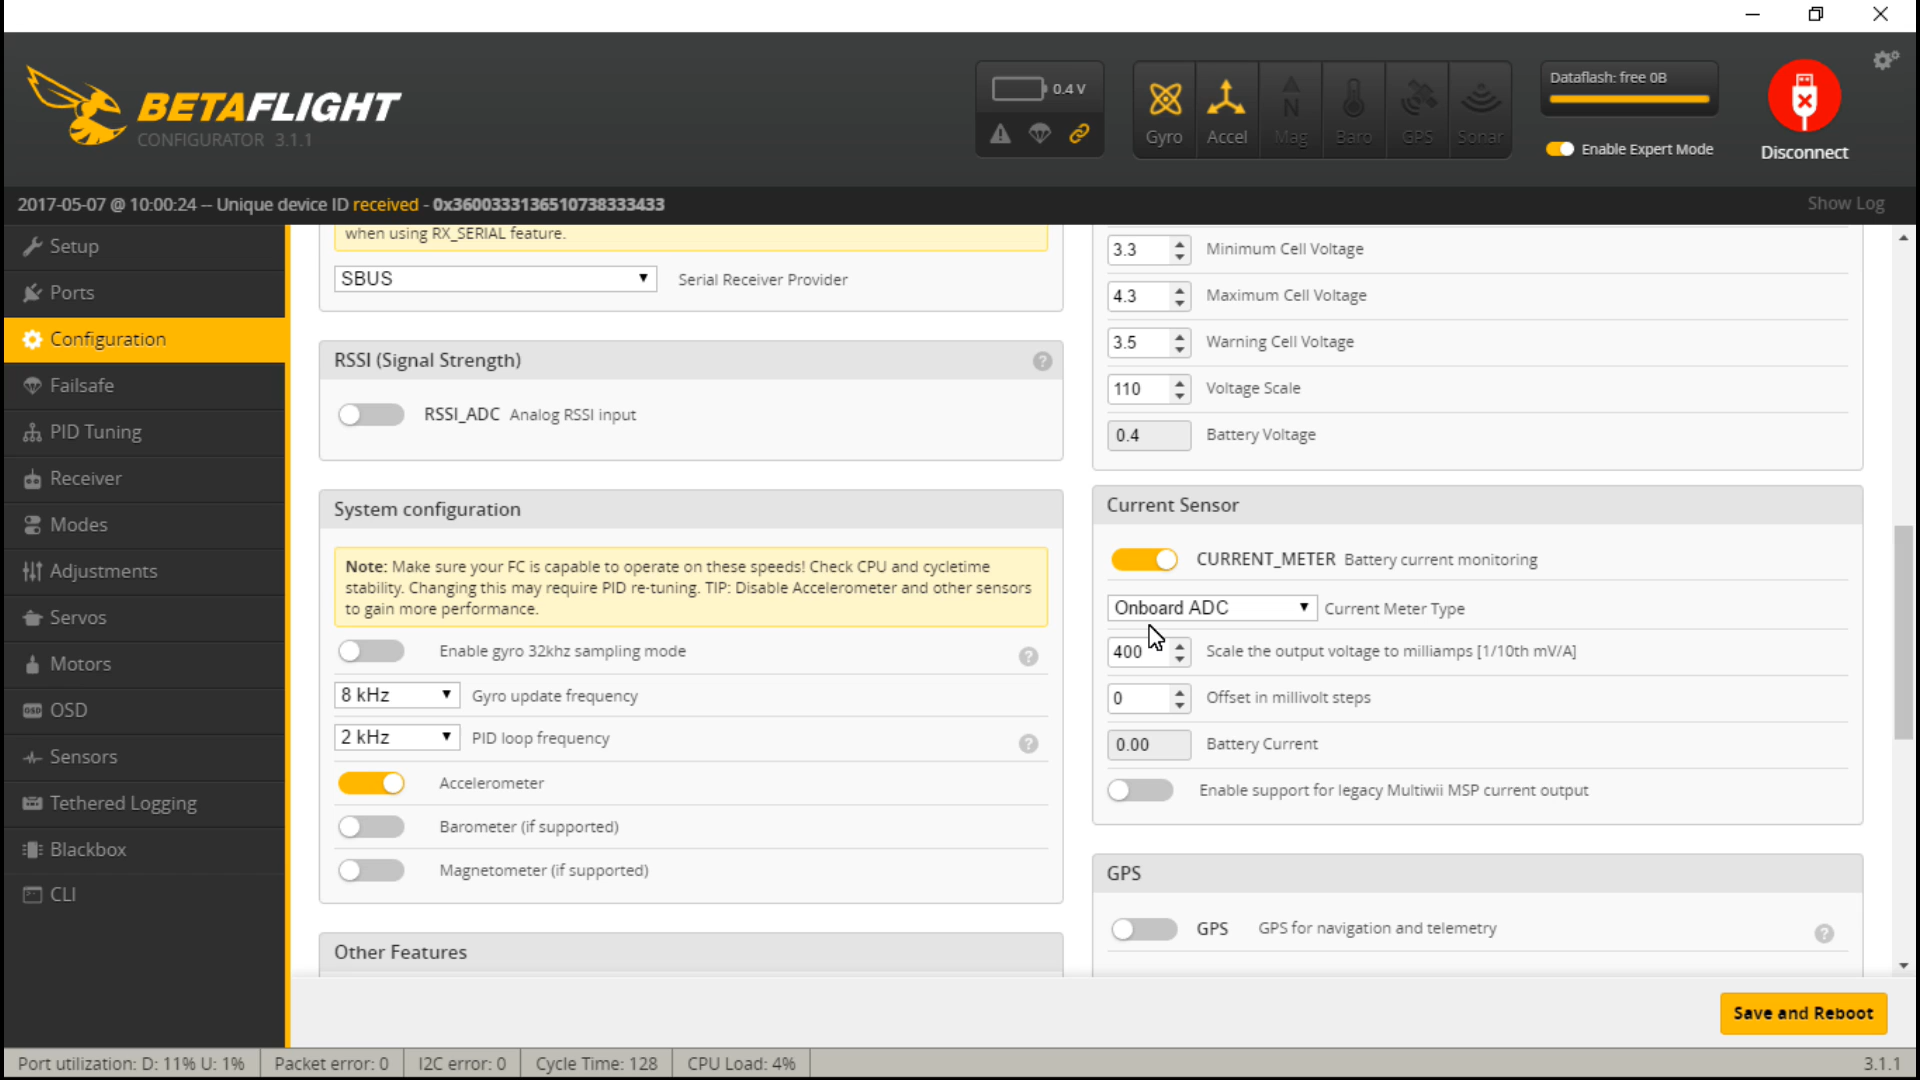 BETAFLIGHT
CONFIGURATOR 3.1.1
0.4 V
Gyro
Accel
Mag
Baro
GPS
Sonar
Dataflash: free 0B
Enable Expert Mode
Disconnect
2017-05-07 @ 10:00:24 -- Unique device ID received - 0x3600333136510738333433
Show Log
Setup
Ports
Configuration
Failsafe
PID Tuning
Receiver
Modes
Adjustments
Servos
Motors
OSD
Sensors
Tethered Logging
Blackbox
CLI
when using RX_SERIAL feature.
SBUS
Serial Receiver Provider
RSSI (Signal Strength)
RSSI_ADC Analog RSSI input
System configuration
Note: Make sure your FC is capable to operate on these speeds! Check CPU and cycletime
stability. Changing this may require PID re-tuning. TIP: Disable Accelerometer and other sensors
to gain more performance.
Enable gyro 32khz sampling mode
8 kHz Gyro update frequency
2 kHz PID loop frequency
Accelerometer
Barometer (if supported)
Magnetometer (if supported)
Other Features
3.3 Minimum Cell Voltage
4.3 Maximum Cell Voltage
3.5 Warning Cell Voltage
110 Voltage Scale
0.4 Battery Voltage
Current Sensor
CURRENT_METER Battery current monitoring
Onboard ADC Current Meter Type
400 Scale the output voltage to milliamps [1/10th mV/A]
0 Offset in millivolt steps
0.00 Battery Current
Enable support for legacy Multiwii MSP current output
GPS
GPS GPS for navigation and telemetry
Save and Reboot
Port utilization: D: 11% U: 1%
Packet error: 0
I2C error: 0
Cycle Time: 128
CPU Load: 4%
3.1.1